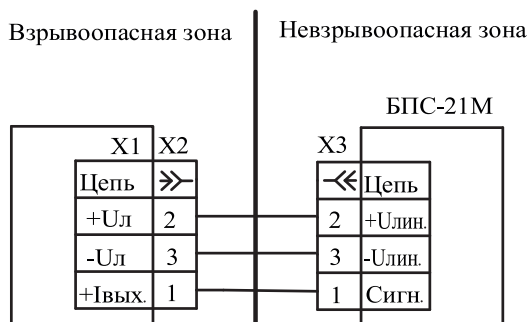 Взрывоопасная зона Невзрывоопасная зона
БПС-21М
X1 X2 X3
Цепь Цепь
+Uл 2 2 +Uлин.
-Uл 3 3 -Uлин.
+Iвых. 1 1 Сигн.